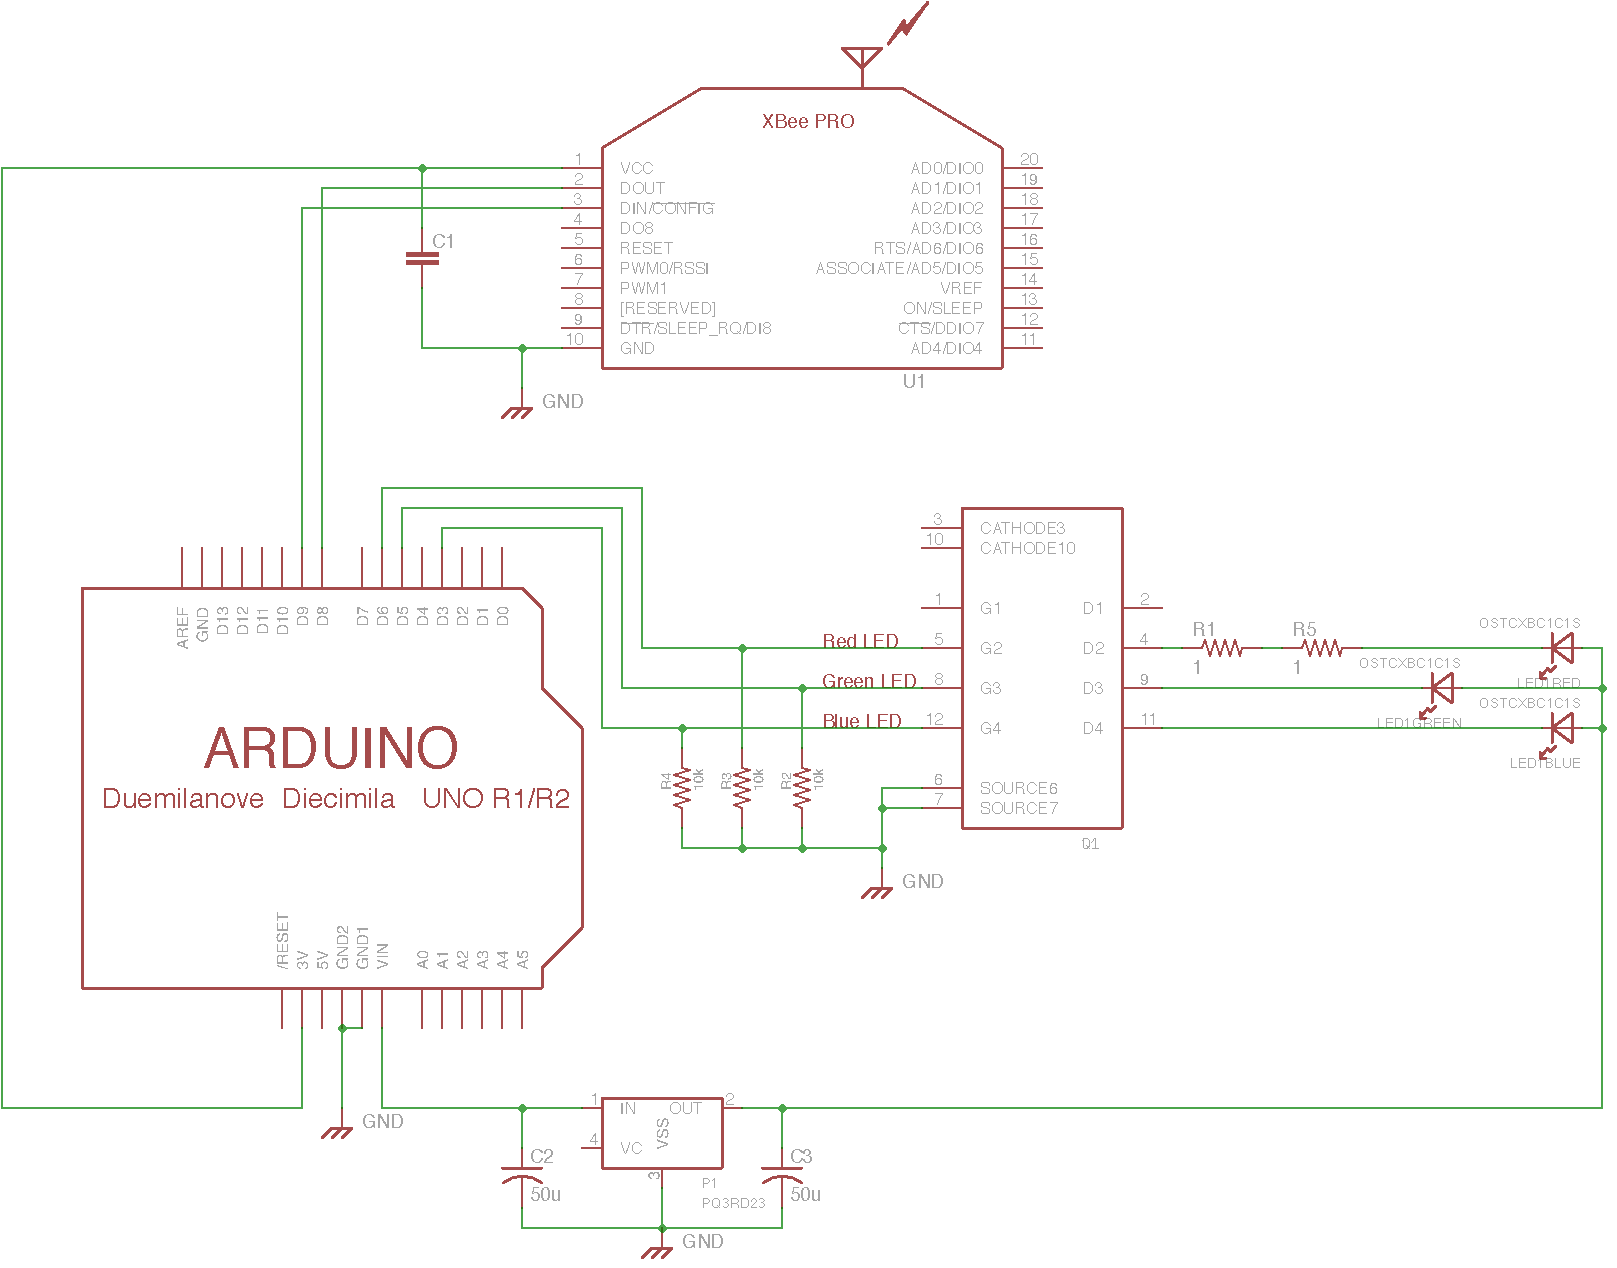 XBee PRO
1 VCC AD0/DIO0 20
2 DOUT AD1/DIO1 19
3 DIN/CONFIG AD2/DIO2 18
4 DO8 AD3/DIO3 17
5 RESET RTS/AD6/DIO6 16
6 PWM0/RSSI ASSOCIATE/AD5/DIO5 15
7 PWM1 VREF 14
8 [RESERVED] ON/SLEEP 13
9 DTR/SLEEP_RQ/DI8 CTS/DDIO7 12
10 GND AD4/DIO4 11
U1
C1
GND
3 CATHODE3
10 CATHODE10
1 G1 D1 2
Red LED 5 G2 D2 4
Green LED 8 G3 D3 9
Blue LED 12 G4 D4 11
6 SOURCE6
7 SOURCE7
Q1
R1
1
R5
1
OSTCXBC1C1S
LED1RED
OSTCXBC1C1S
LED1GREEN
OSTCXBC1C1S
LED1BLUE
R4 10k
R3 10k
R2 10k
GND
AREF GND D13 D12 D11 D10 D9 D8 D7 D6 D5 D4 D3 D2 D1 D0
ARDUINO
Duemilanove Diecimila UNO R1/R2
/RESET 3V 5V GND2 GND1 VIN A0 A1 A2 A3 A4 A5
GND
1 IN OUT 2
4 VC VSS
3
P1
PQ3RD23
C2
50u
C3
50u
GND